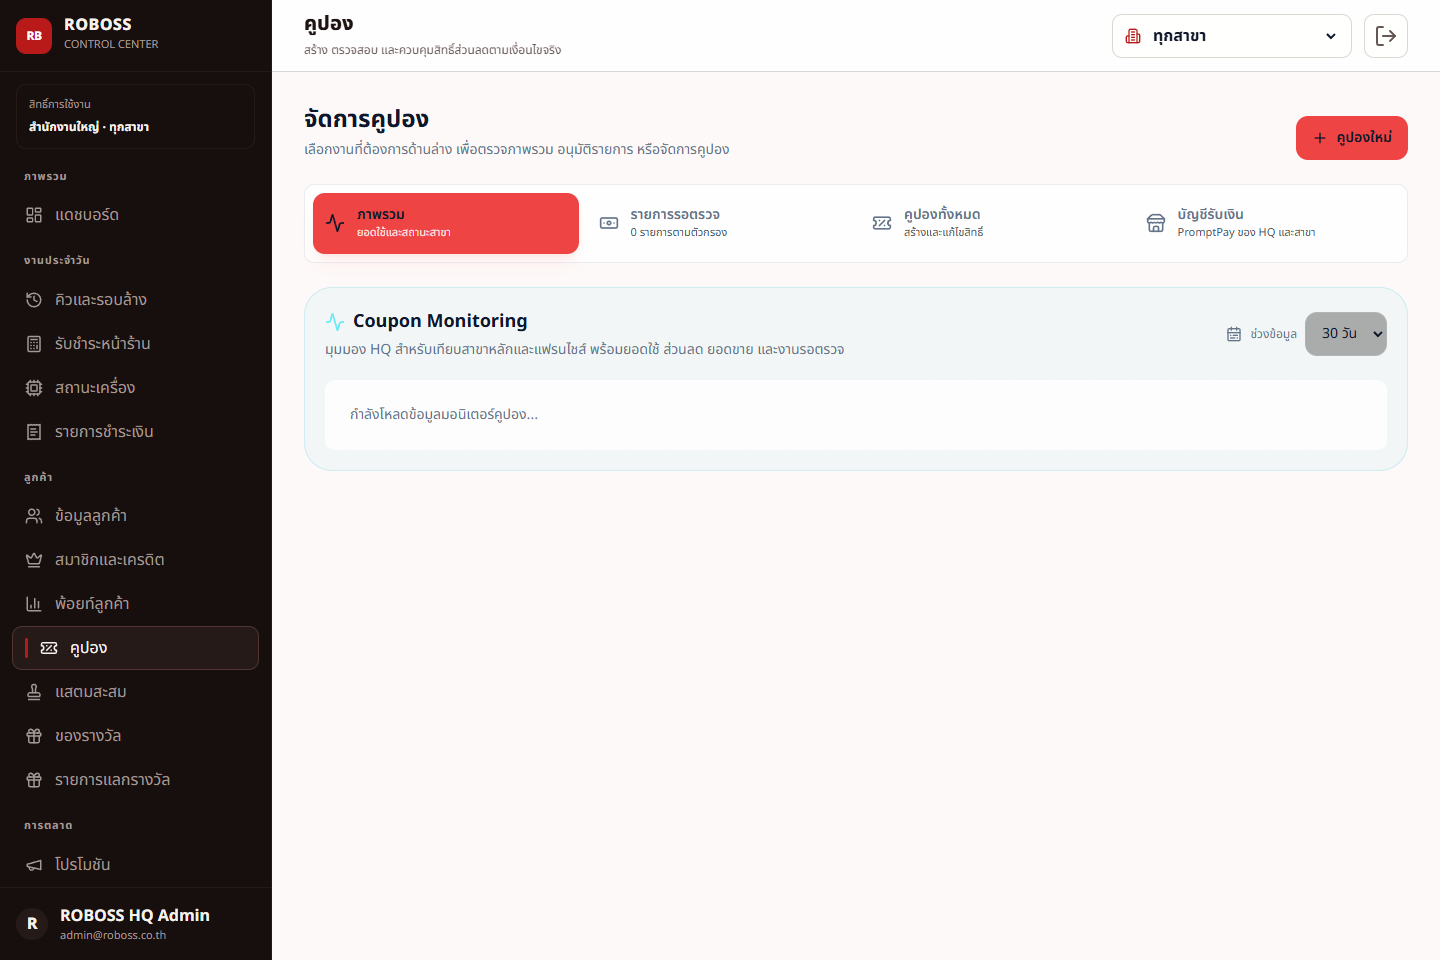 RB
ROBOSS
CONTROL CENTER
สิทธิ์การใช้งาน
สำนักงานใหญ่ · ทุกสาขา
ภาพรวม
แดชบอร์ด
งานประจำวัน
คิวและรอบล้าง
รับชำระหน้าร้าน
สถานะเครื่อง
รายการชำระเงิน
ลูกค้า
ข้อมูลลูกค้า
สมาชิกและเครดิต
พ้อยท์ลูกค้า
คูปอง
แสตมสะสม
ของรางวัล
รายการแลกรางวัล
การตลาด
โปรโมชัน
R
ROBOSS HQ Admin
admin@roboss.co.th
คูปอง
สร้าง ตรวจสอบ และควบคุมสิทธิ์ส่วนลดตามเงื่อนไขจริง
ทุกสาขา
จัดการคูปอง
เลือกงานที่ต้องการด้านล่าง เพื่อตรวจภาพรวม อนุมัติรายการ หรือจัดการคูปอง
คูปองใหม่
ภาพรวม
ยอดใช้และสถานะสาขา
รายการรอตรวจ
0 รายการตามตัวกรอง
คูปองทั้งหมด
สร้างและแก้ไขสิทธิ์
บัญชีรับเงิน
PromptPay ของ HQ และสาขา
Coupon Monitoring
มุมมอง HQ สำหรับเทียบสาขาหลักและแฟรนไชส์ พร้อมยอดใช้ ส่วนลด ยอดขาย และงานรอตรวจ
ช่วงข้อมูล
30 วัน
กำลังโหลดข้อมูลมอนิเตอร์คูปอง...